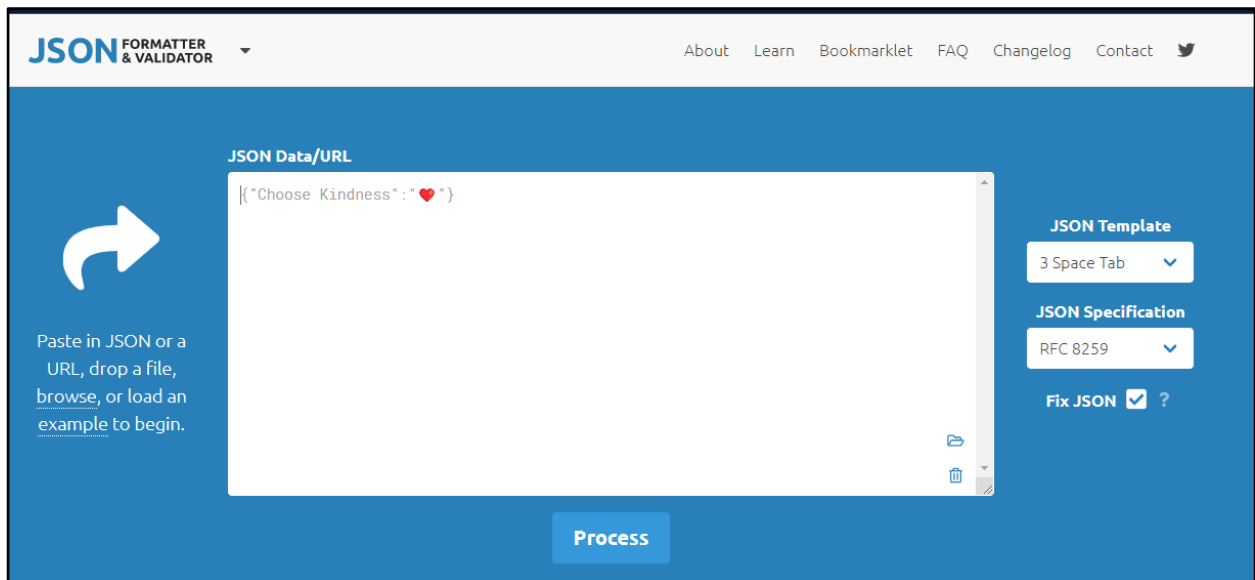 JSON FORMATTER
& VALIDATOR
About Learn Bookmarklet FAQ Changelog Contact
JSON Data/URL
{"Choose Kindness":"❤️"}
Paste in JSON or a
URL, drop a file,
browse, or load an
example to begin.
JSON Template
3 Space Tab
JSON Specification
RFC 8259
Fix JSON ?
Process